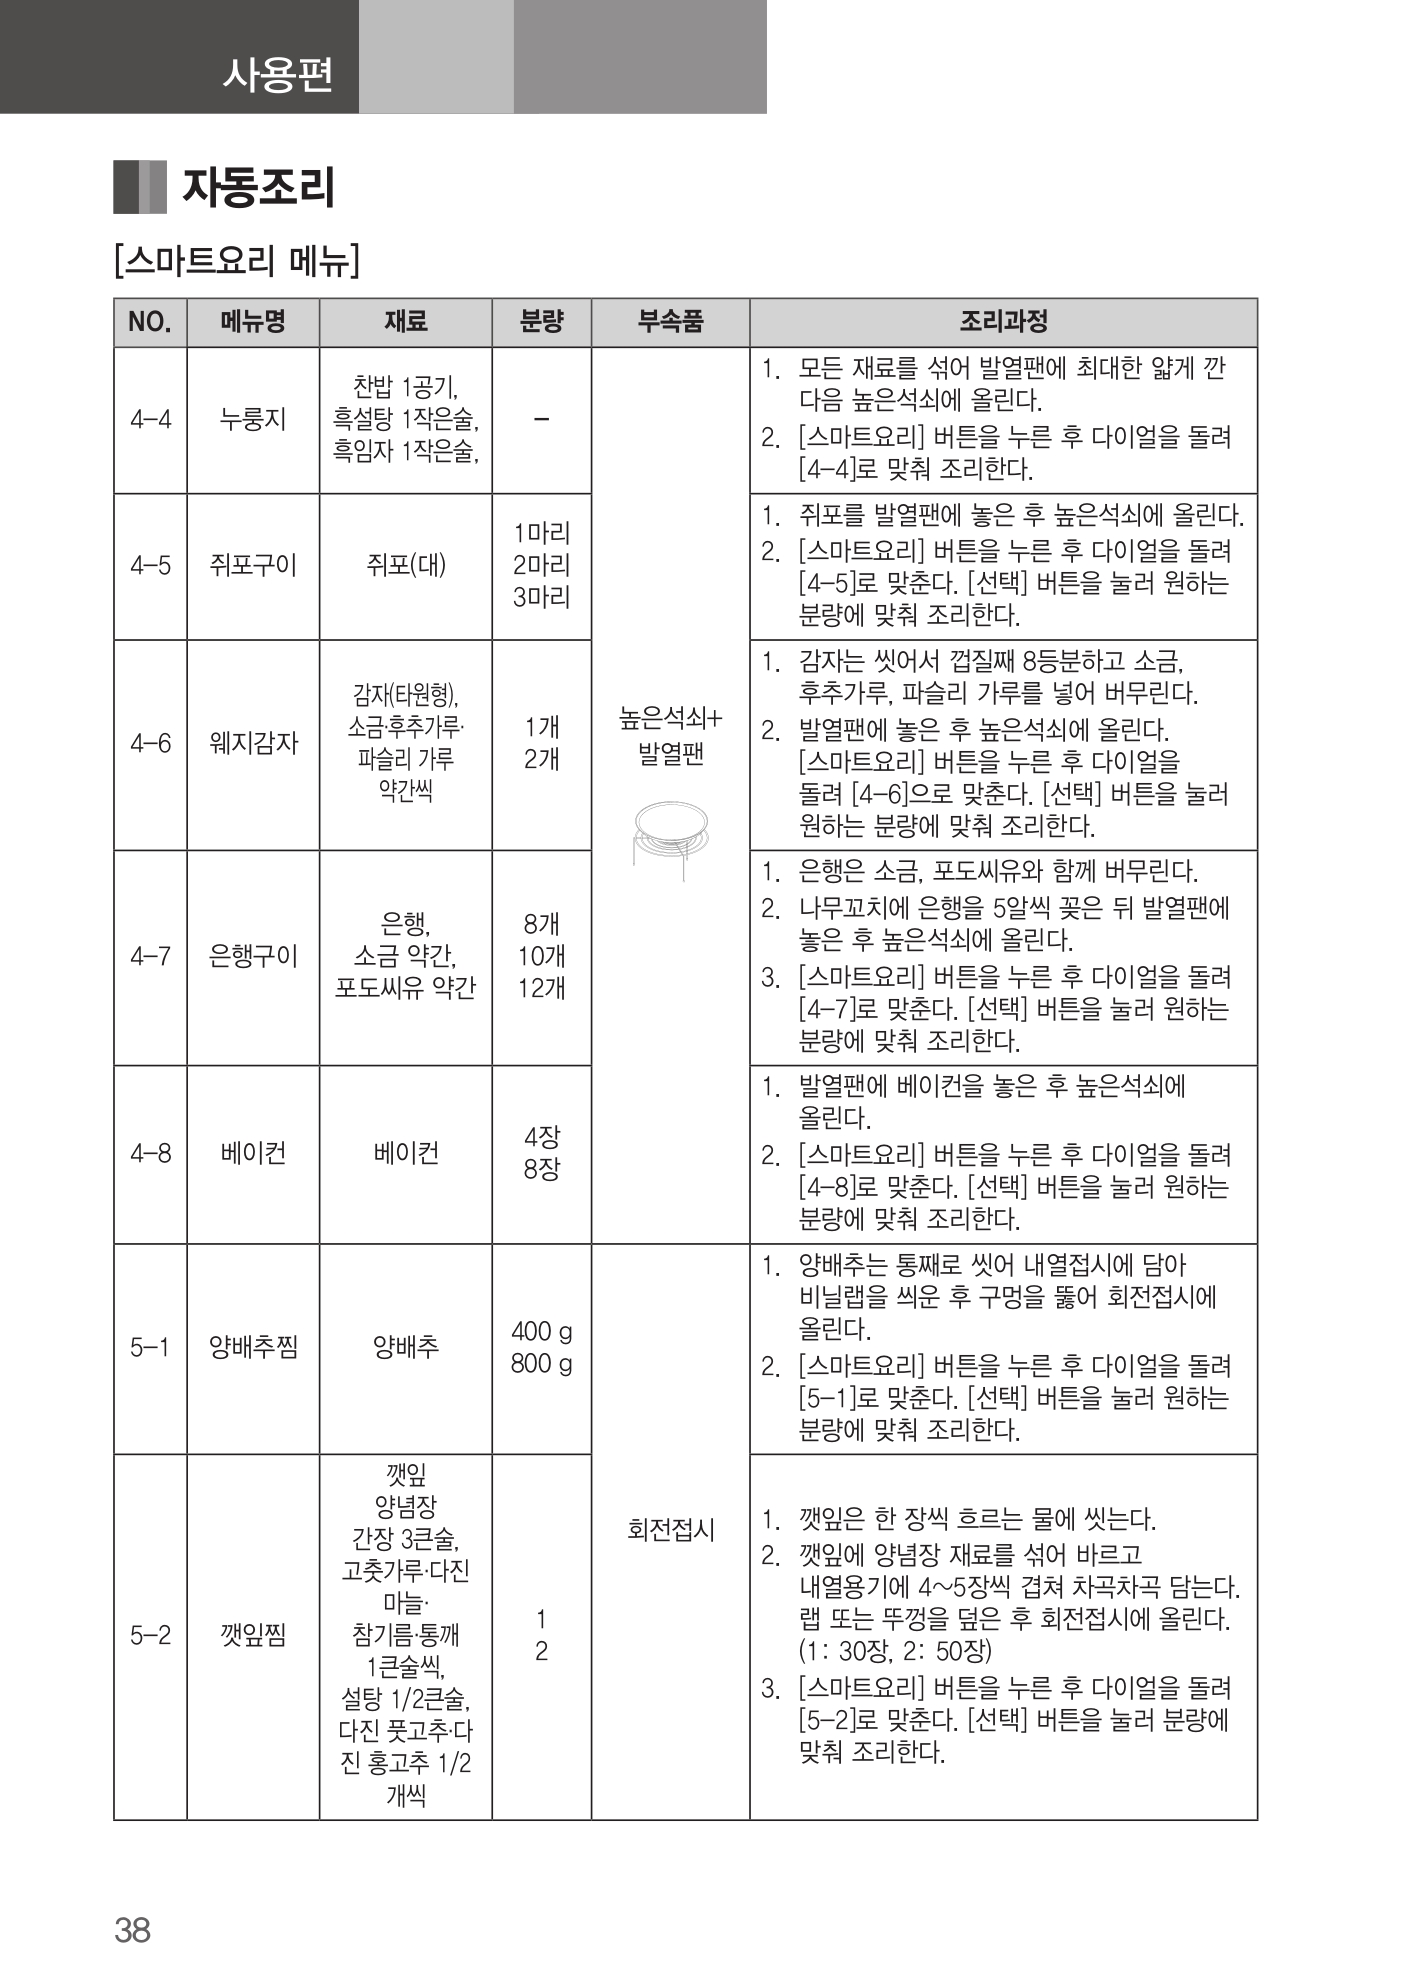 사용편
자동조리
[스마트요리 메뉴]
NO. 메뉴명 재료 분량 부속품 조리과정
4-4
누룽지
찬밥 1공기,
흑설탕 1작은술,
흑임자 1작은술,
-
높은석쇠+
발열팬
1. 모든 재료를 섞어 발열팬에 최대한 얇게 깐
다음 높은석쇠에 올린다.
2. [스마트요리] 버튼을 누른 후 다이얼을 돌려
[4-4]로 맞춰 조리한다.
4-5
쥐포구이
쥐포(대)
1마리
2마리
3마리
1. 쥐포를 발열팬에 놓은 후 높은석쇠에 올린다.
2. [스마트요리] 버튼을 누른 후 다이얼을 돌려
[4-5]로 맞춘다. [선택] 버튼을 눌러 원하는
분량에 맞춰 조리한다.
4-6
웨지감자
감자(타원형),
소금·후추가루·
파슬리 가루
약간씩
1개
2개
1. 감자는 씻어서 껍질째 8등분하고 소금,
후추가루, 파슬리 가루를 넣어 버무린다.
2. 발열팬에 놓은 후 높은석쇠에 올린다.
[스마트요리] 버튼을 누른 후 다이얼을
돌려 [4-6]으로 맞춘다. [선택] 버튼을 눌러
원하는 분량에 맞춰 조리한다.
4-7
은행구이
은행,
소금 약간,
포도씨유 약간
8개
10개
12개
1. 은행은 소금, 포도씨유와 함께 버무린다.
2. 나무꼬치에 은행을 5알씩 꽂은 뒤 발열팬에
놓은 후 높은석쇠에 올린다.
3. [스마트요리] 버튼을 누른 후 다이얼을 돌려
[4-7]로 맞춘다. [선택] 버튼을 눌러 원하는
분량에 맞춰 조리한다.
4-8
베이컨
베이컨
4장
8장
1. 발열팬에 베이컨을 놓은 후 높은석쇠에
올린다.
2. [스마트요리] 버튼을 누른 후 다이얼을 돌려
[4-8]로 맞춘다. [선택] 버튼을 눌러 원하는
분량에 맞춰 조리한다.
5-1
양배추찜
양배추
400 g
800 g
회전접시
1. 양배추는 통째로 씻어 내열접시에 담아
비닐랩을 씌운 후 구멍을 뚫어 회전접시에
올린다.
2. [스마트요리] 버튼을 누른 후 다이얼을 돌려
[5-1]로 맞춘다. [선택] 버튼을 눌러 원하는
분량에 맞춰 조리한다.
5-2
깻잎찜
깻잎
양념장
간장 3큰술,
고춧가루·다진
마늘·
참기름·통깨
1큰술씩,
설탕 1/2큰술,
다진 풋고추·다
진 홍고추 1/2
개씩
1
2
1. 깻잎은 한 장씩 흐르는 물에 씻는다.
2. 깻잎에 양념장 재료를 섞어 바르고
내열용기에 4~5장씩 겹쳐 차곡차곡 담는다.
랩 또는 뚜껑을 덮은 후 회전접시에 올린다.
(1: 30장, 2: 50장)
3. [스마트요리] 버튼을 누른 후 다이얼을 돌려
[5-2]로 맞춘다. [선택] 버튼을 눌러 분량에
맞춰 조리한다.
38